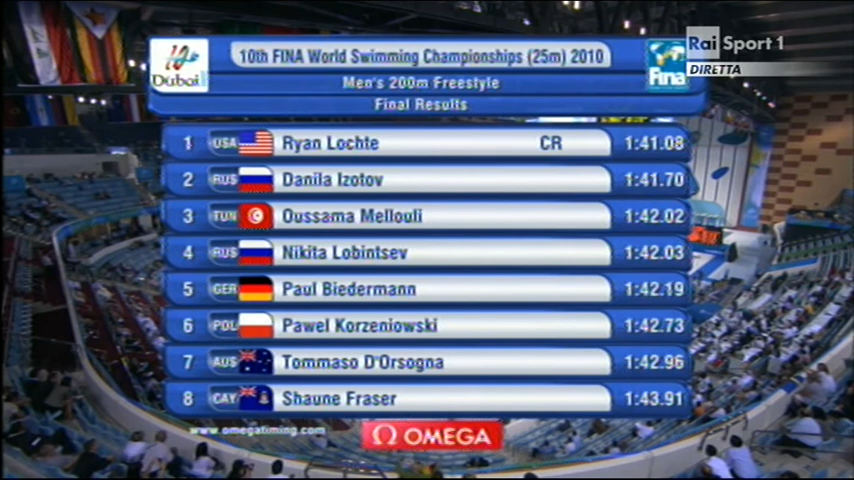 Rai Sport 1
DIRETTA
10th FINA World Swimming Championships (25m) 2010
Dubai
Fina
Men's 200m Freestyle
Final Results
1 USA Ryan Lochte CR 1:41.08
2 RUS Danila Izotov 1:41.70
3 TUN Oussama Mellouli 1:42.02
4 RUS Nikita Lobintsev 1:42.03
5 GER Paul Biedermann 1:42.19
6 POL Pawel Korzeniowski 1:42.73
7 AUS Tommaso D'Orsogna 1:42.96
8 CAY Shaune Fraser 1:43.91
www.omegatiming.com
Ω OMEGA